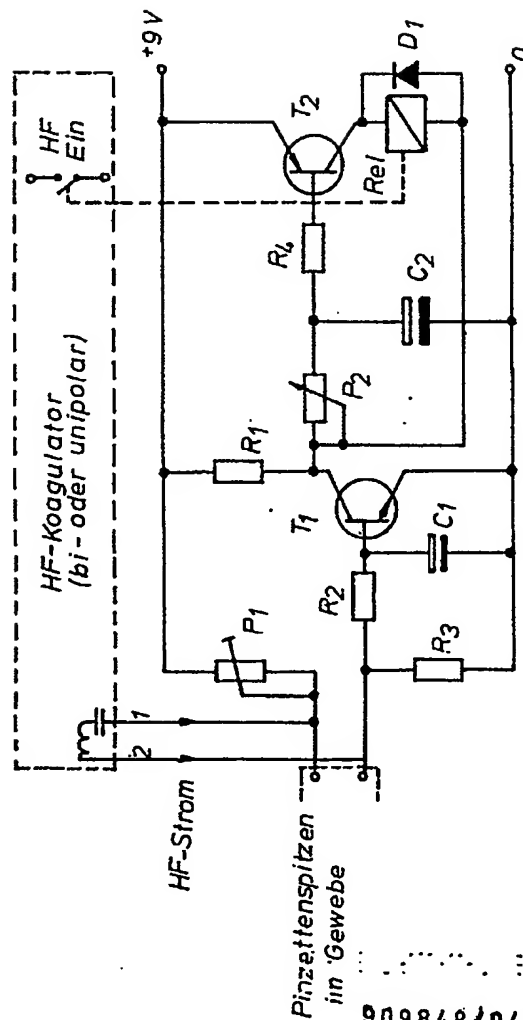 HF-Koagulator
(bi- oder unipolar)
HF
Ein
+9V
HF-Strom
2
1
P1
R1
T2
D1
Rel
R4
P2
C2
T1
R2
C1
R3
0
Pinzettenspitzen
im Gewebe